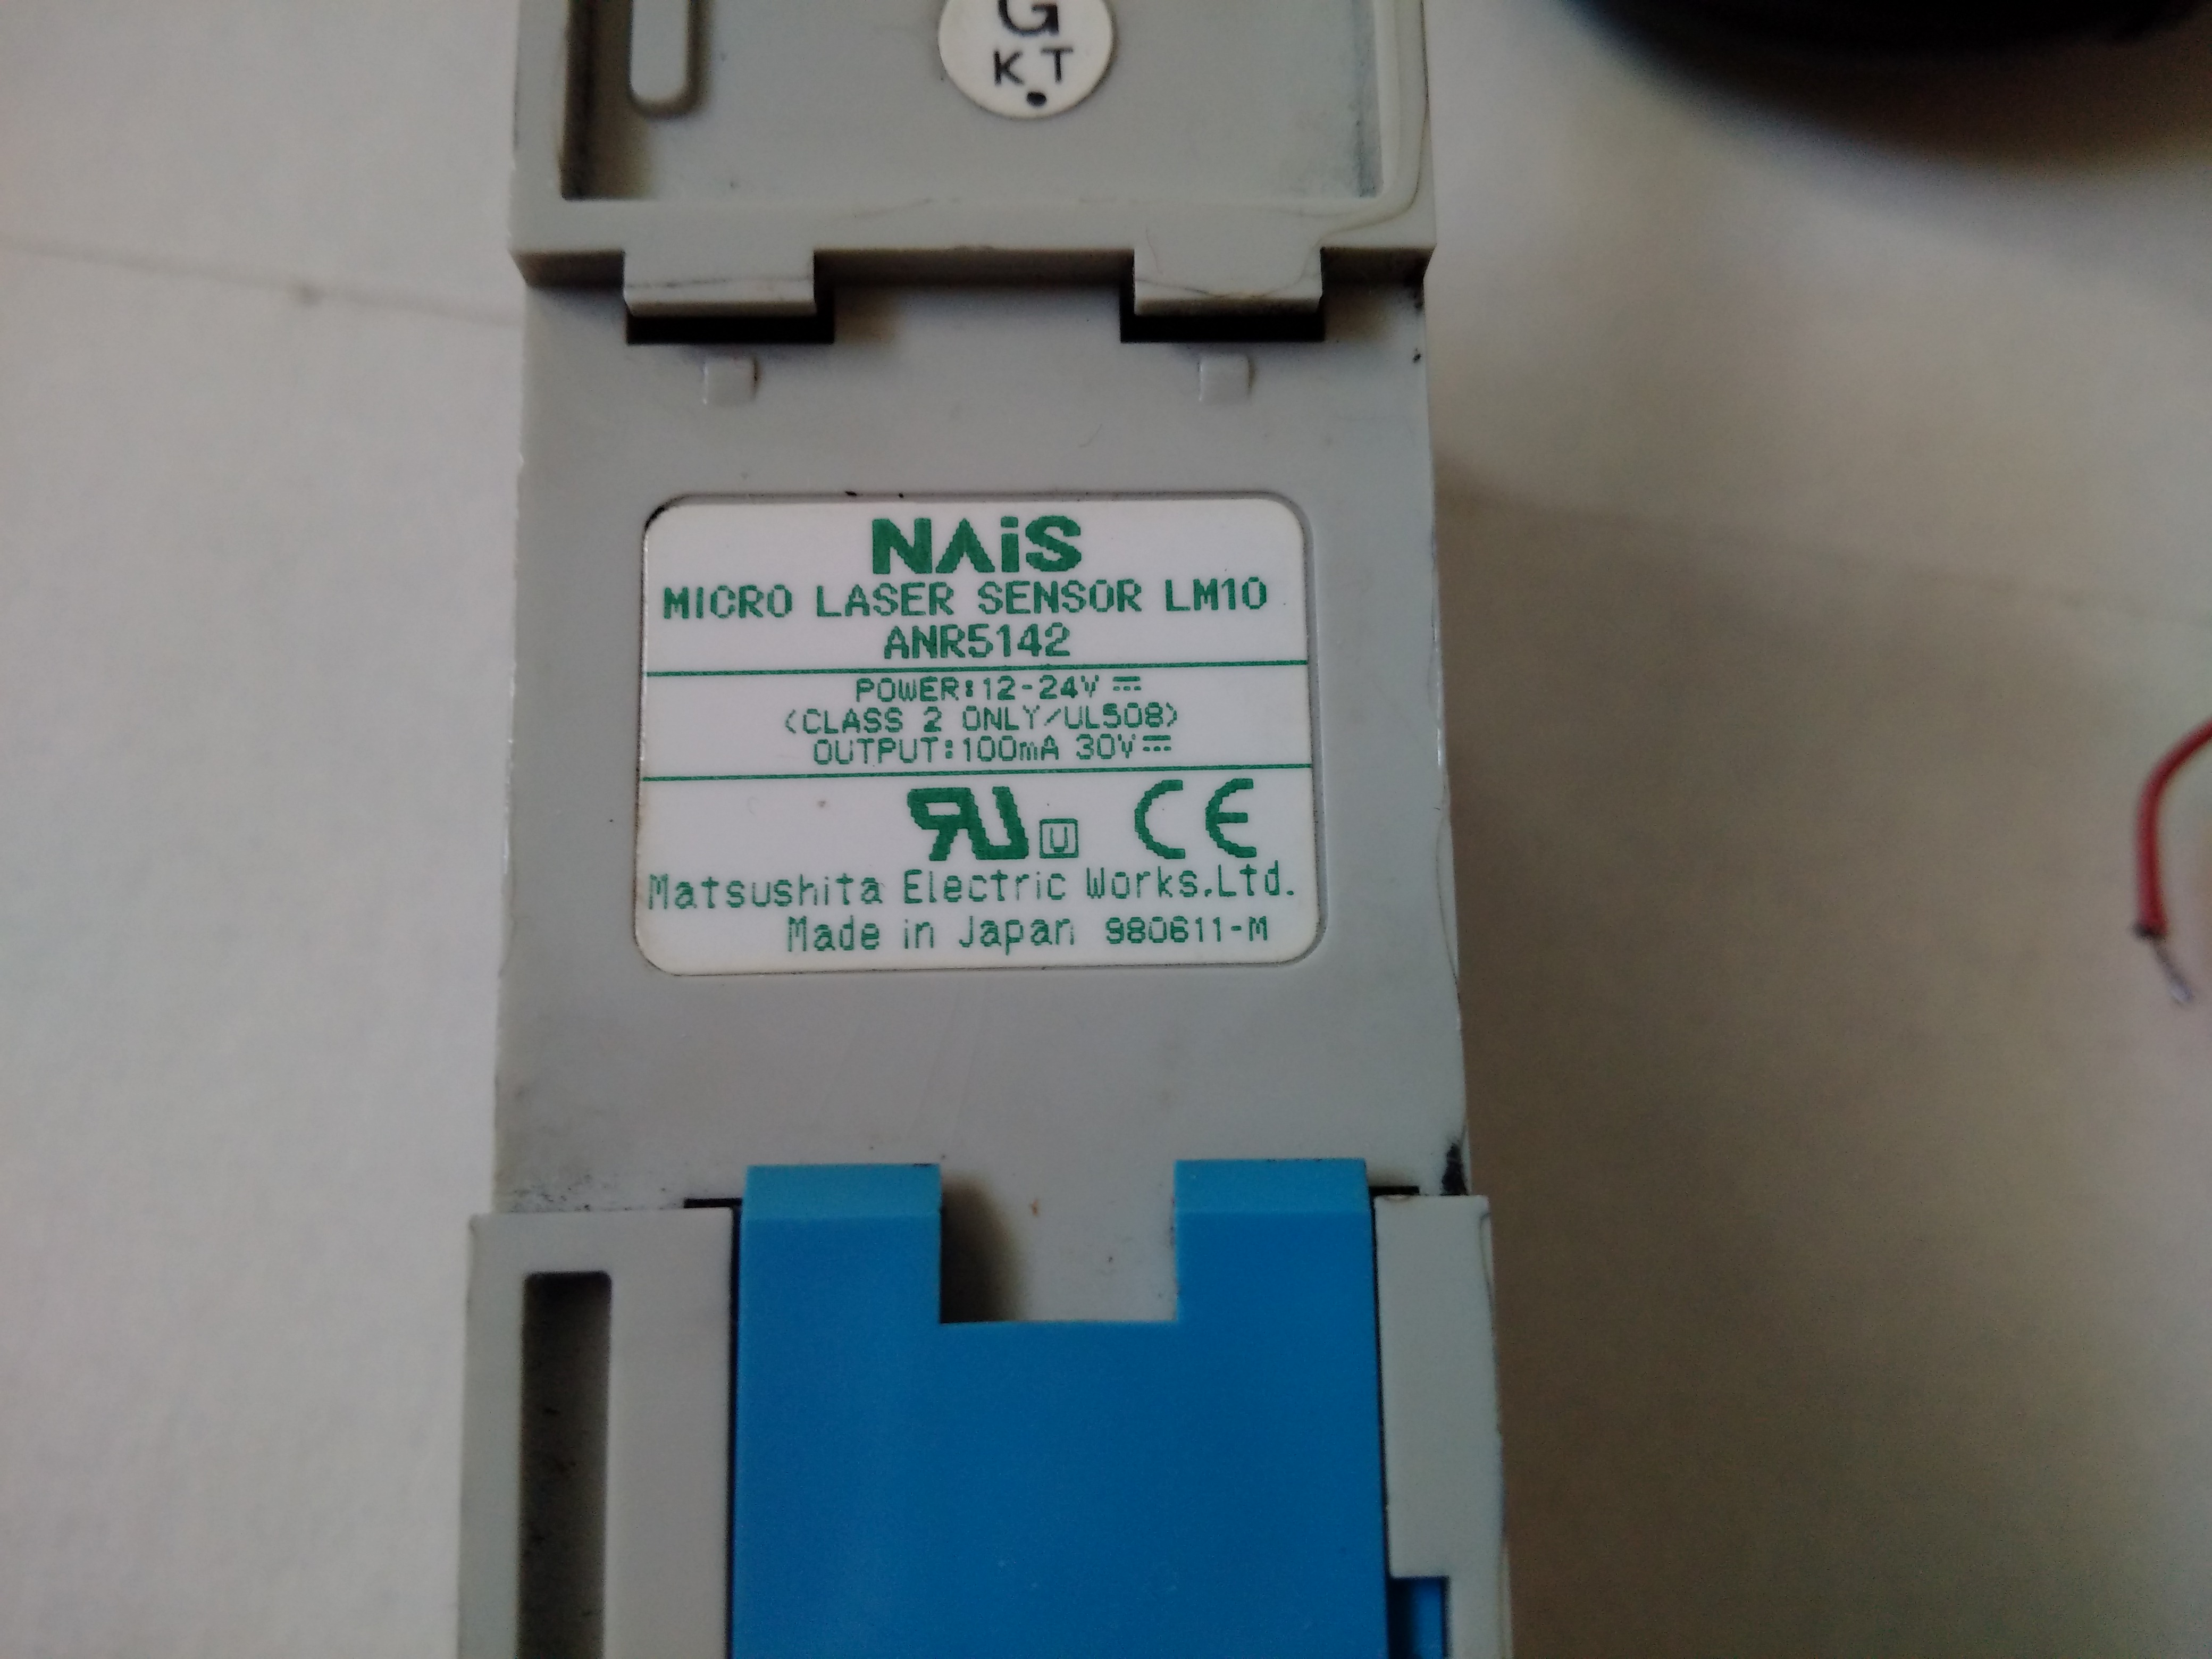 G
K T
NAiS
MICRO LASER SENSOR LM10
ANR5142
POWER:12-24V ⎓
(CLASS 2 ONLY/UL508)
OUTPUT:100mA 30V⎓
RU U CE
Matsushita Electric Works,Ltd.
Made in Japan 980611-M